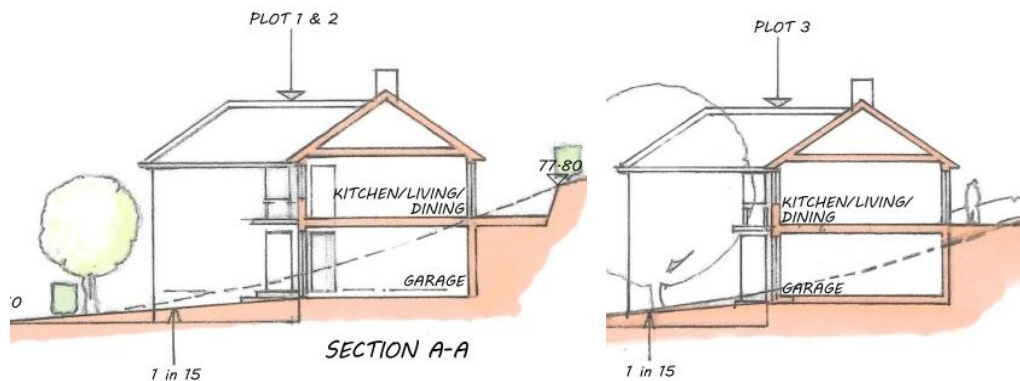 PLOT 1 & 2
77.80
KITCHEN/LIVING/
DINING
GARAGE
SECTION A-A
1 in 15
PLOT 3
KITCHEN/LIVING/
DINING
GARAGE
1 in 15